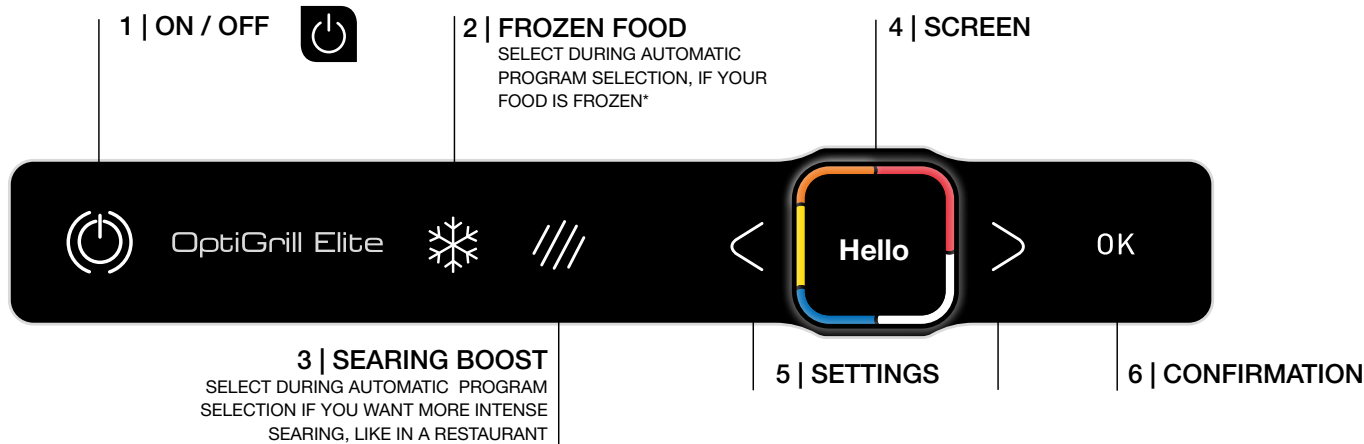 1 | ON / OFF
2 | FROZEN FOOD
SELECT DURING AUTOMATIC
PROGRAM SELECTION, IF YOUR
FOOD IS FROZEN*
4 | SCREEN
OptiGrill Elite
Hello
OK
3 | SEARING BOOST
SELECT DURING AUTOMATIC PROGRAM
SELECTION IF YOU WANT MORE INTENSE
SEARING, LIKE IN A RESTAURANT
5 | SETTINGS
6 | CONFIRMATION